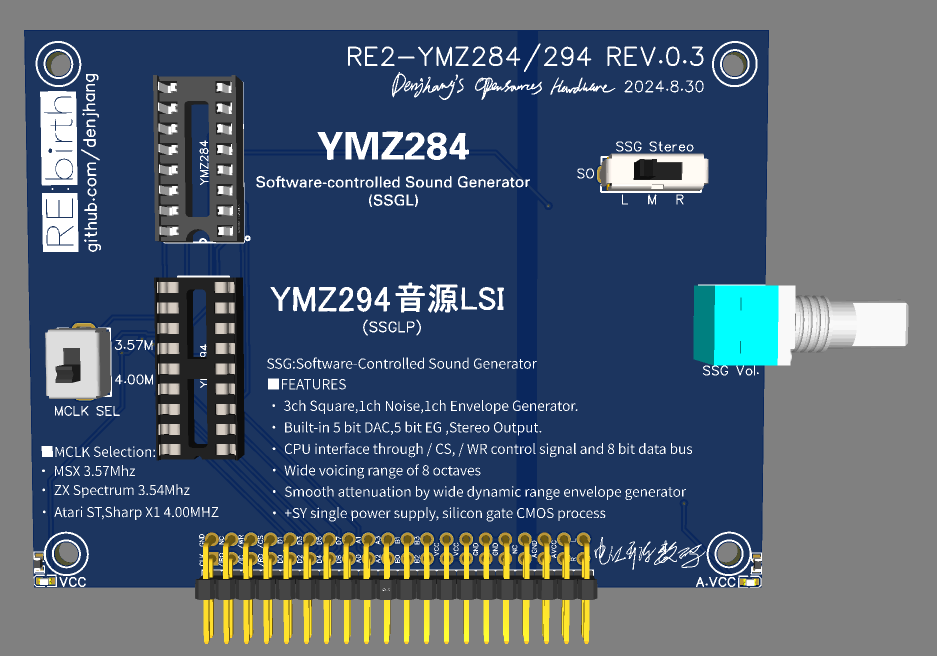 RE2-YMZ284/294 REV.0.3
Denjhang's Opensources Hardware 2024.8.30
RE:birth
github.com/denjhang
YMZ284
YMZ284
Software-controlled Sound Generator
(SSGL)
SSG Stereo
SO
L M R
YMZ294音源LSI
(SSGLP)
SSG Vol.
3.57M
4.00M
MCLK SEL
SSG:Software-Controlled Sound Generator
■FEATURES
・ 3ch Square,1ch Noise,1ch Envelope Generator.
・ Built-in 5 bit DAC,5 bit EG ,Stereo Output.
・ CPU interface through / CS, / WR control signal and 8 bit data bus
・ Wide voicing range of 8 octaves
・ Smooth attenuation by wide dynamic range envelope generator
・ +SY single power supply, silicon gate CMOS process
■MCLK Selection:
・ MSX 3.57Mhz
・ ZX Spectrum 3.54Mhz
・ Atari ST,Sharp X1 4.00MHZ
VCC
A.VCC